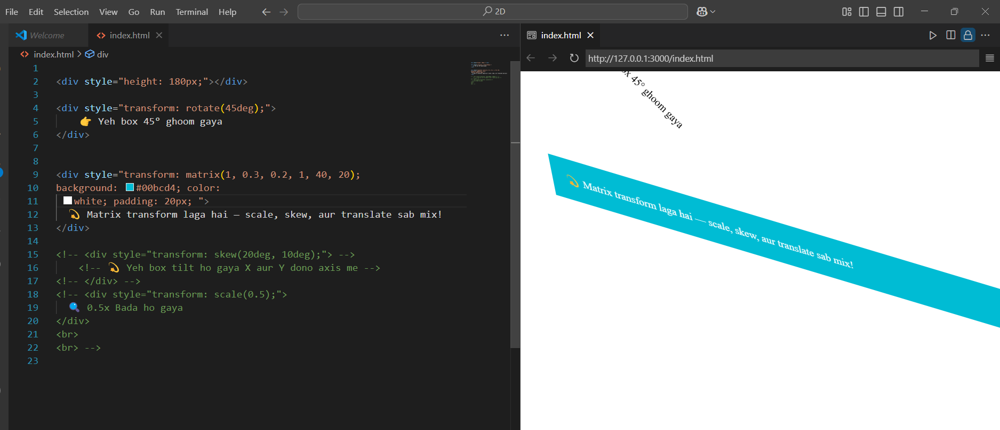 File Edit Selection View Go Run Terminal Help 2D
Welcome index.html
index.html > div
1
2 <div style="height: 180px;"></div>
3
4 <div style="transform: rotate(45deg);">
5 👉 Yeh box 45° ghoom gaya
6 </div>
7
8
9 <div style="transform: matrix(1, 0.3, 0.2, 1, 40, 20);
10 background: #00bcd4; color:
11 white; padding: 20px; ">
12 💫 Matrix transform laga hai — scale, skew, aur translate sab mix!
13 </div>
14
15 <!-- <div style="transform: skew(20deg, 10deg);"> -->
16 <!-- 💫 Yeh box tilt ho gaya X aur Y dono axis me -->
17 <!-- </div> -->
18 <!-- <div style="transform: scale(0.5);">
19 🔍 0.5x Bada ho gaya
20 </div>
21 <br>
22 <br> -->
23
index.html
http://127.0.0.1:3000/index.html
ox 45° ghoom gaya
💫 Matrix transform laga hai — scale, skew, aur translate sab mix!